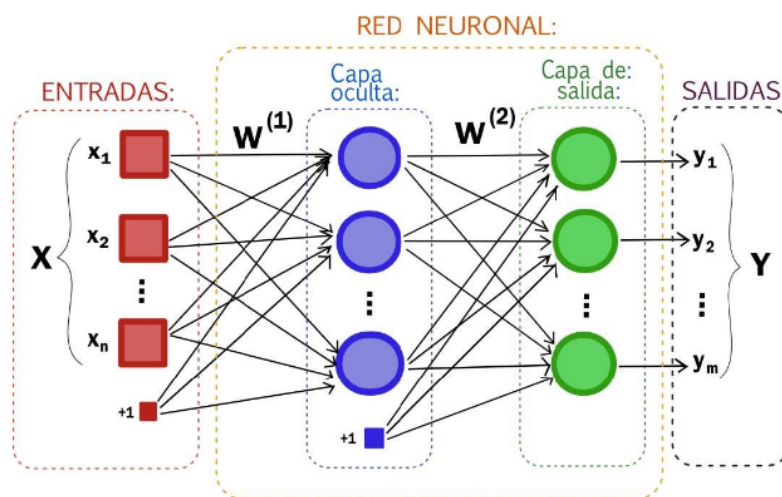 RED NEURONAL:
ENTRADAS:
Capa
oculta:
Capa de:
salida:
SALIDAS
W(1)
W(2)
X
x1
x2
⋮
xn
+1
+1
y1
y2
⋮
ym
Y